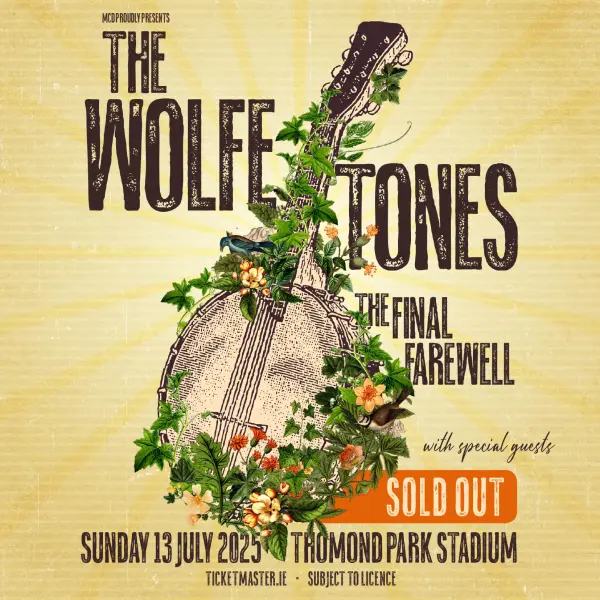 MCD PROUDLY PRESENTS
THE
WOLFE
TONES
THE FINAL
FAREWELL
with special guests
SOLD OUT
SUNDAY 13 JULY 2025 THOMOND PARK STADIUM
TICKETMASTER.IE · SUBJECT TO LICENCE